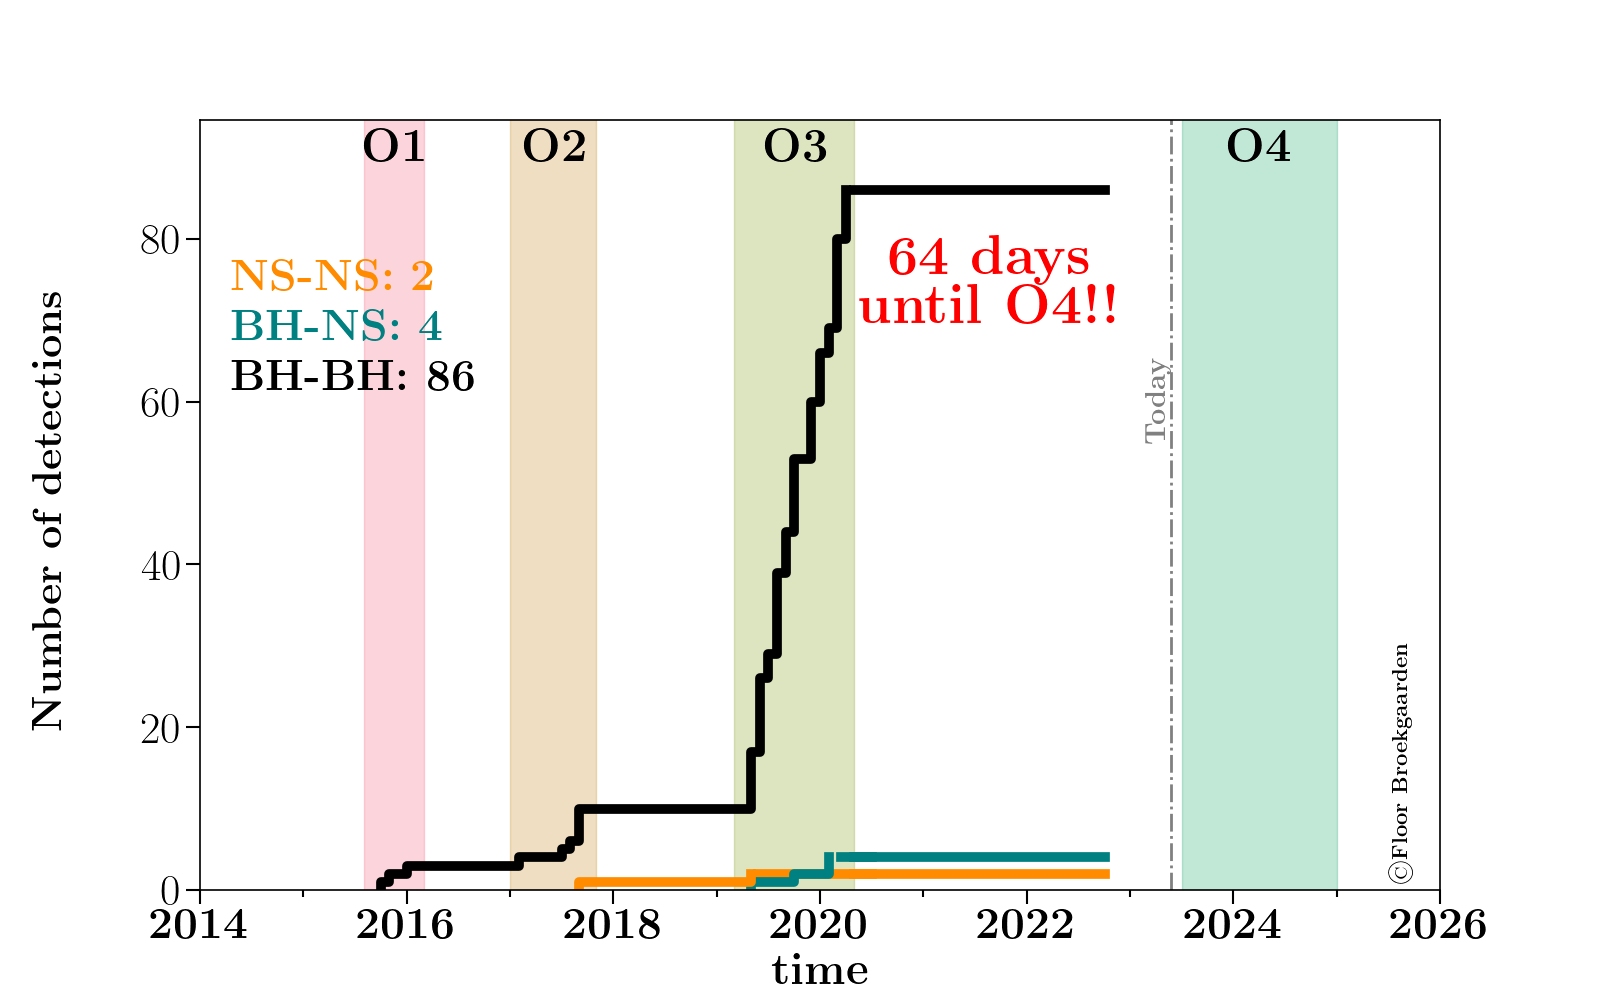 O1 O2 O3 O4
80
60
40
20
0
NS-NS: 2
BH-NS: 4
BH-BH: 86
64 days
until O4!!
Today
©Floor Broekgaarden
Number of detections
2014 2016 2018 2020 2022 2024 2026
time